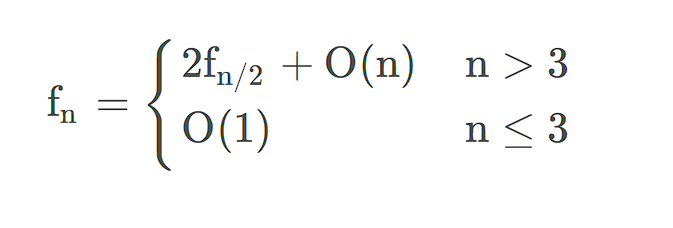 f_n = { 2f_{n/2} + O(n) n > 3
O(1) n ≤ 3